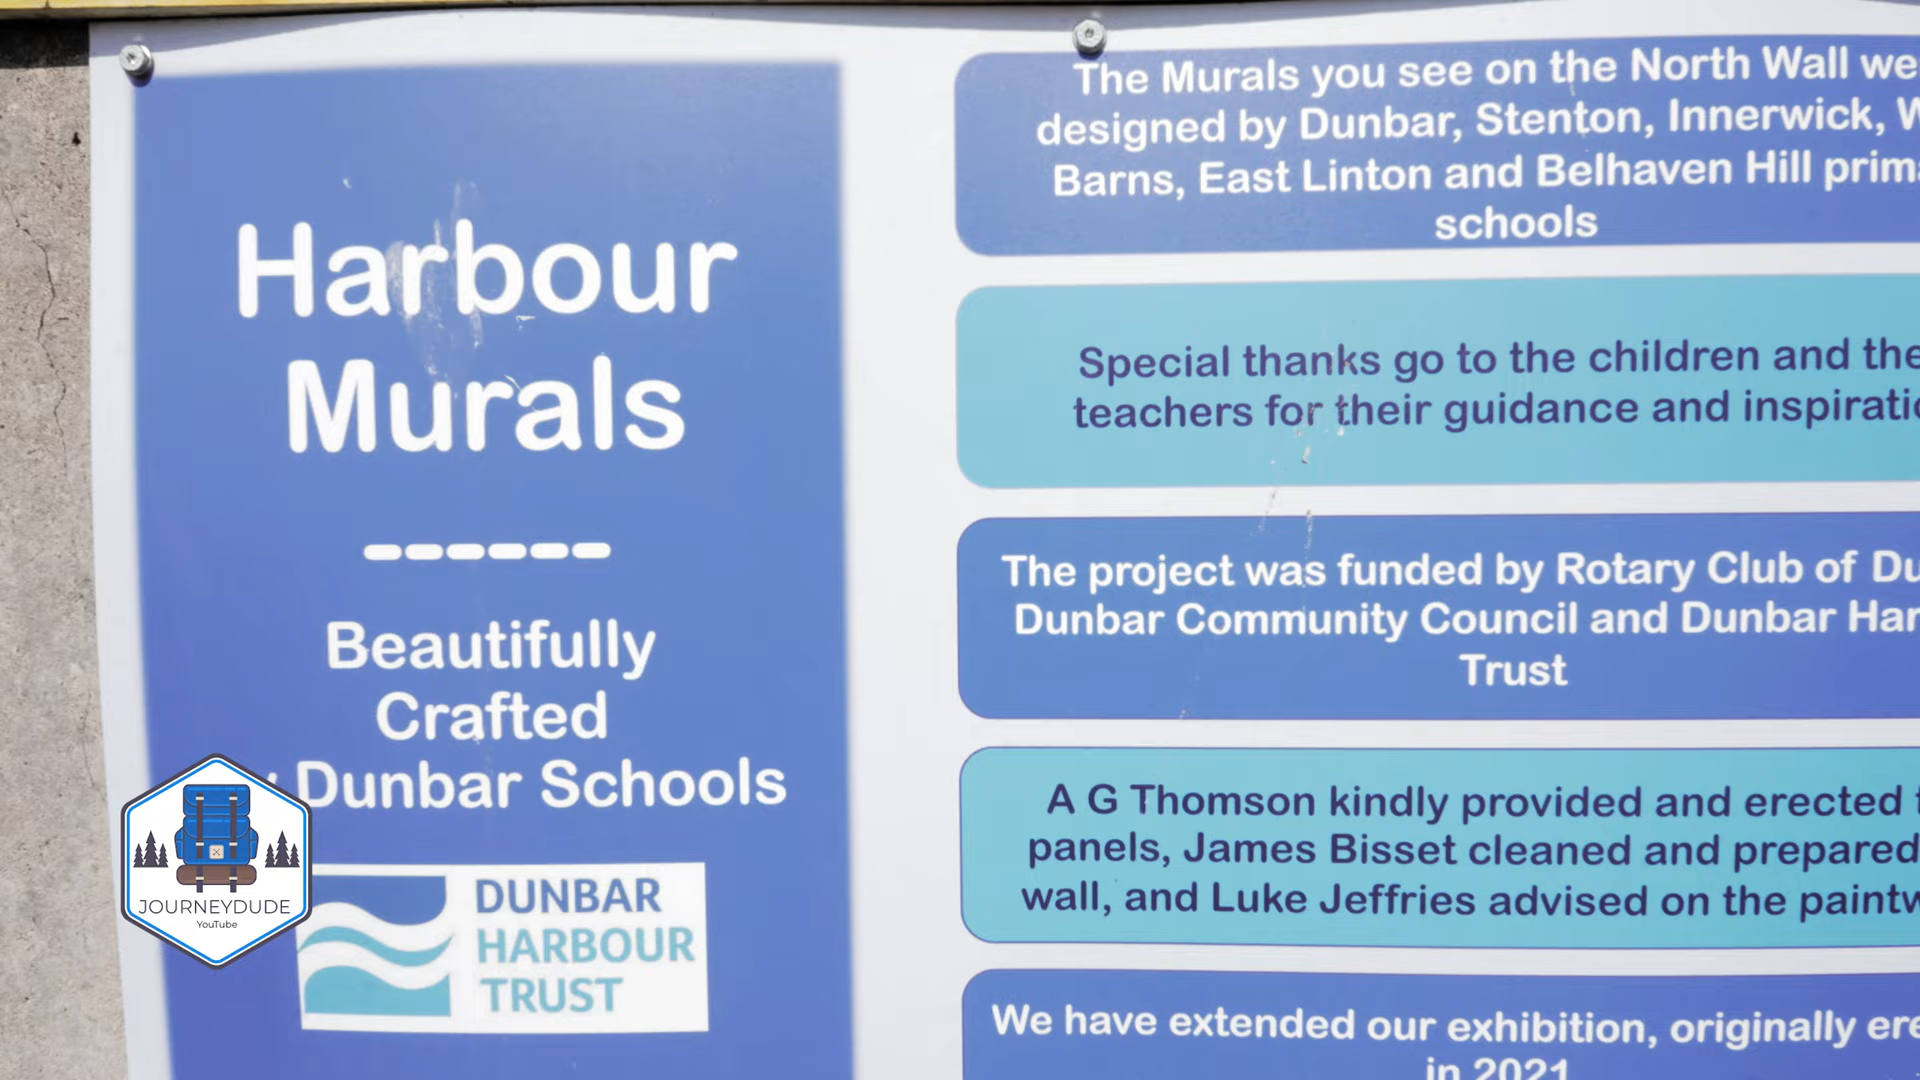 Harbour
Murals
Beautifully
Crafted
Dunbar Schools
DUNBAR
HARBOUR
TRUST
JOURNEYDUDE
YouTube
The Murals you see on the North Wall we
designed by Dunbar, Stenton, Innerwick, W
Barns, East Linton and Belhaven Hill prim
schools
Special thanks go to the children and the
teachers for their guidance and inspirati
The project was funded by Rotary Club of Du
Dunbar Community Council and Dunbar Har
Trust
A G Thomson kindly provided and erected
panels, James Bisset cleaned and prepared
wall, and Luke Jeffries advised on the paintw
We have extended our exhibition, originally ere
in 2021